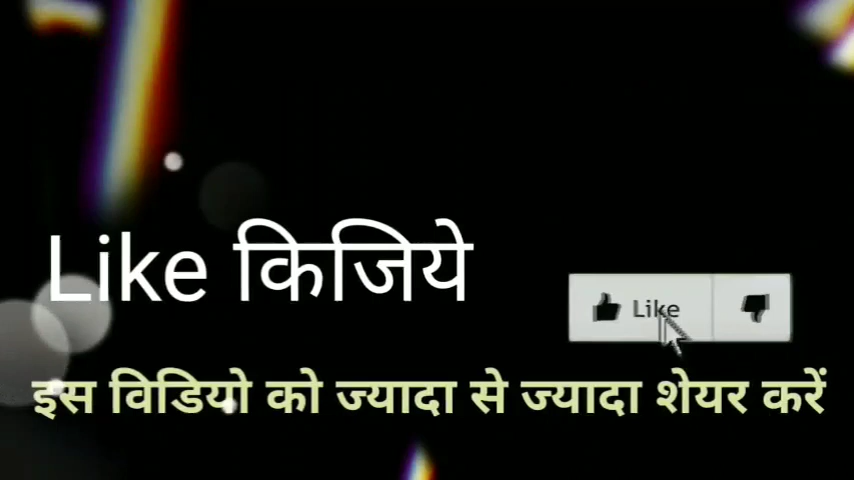 Like किजिये
Like
इस विडियो को ज्यादा से ज्यादा शेयर करें